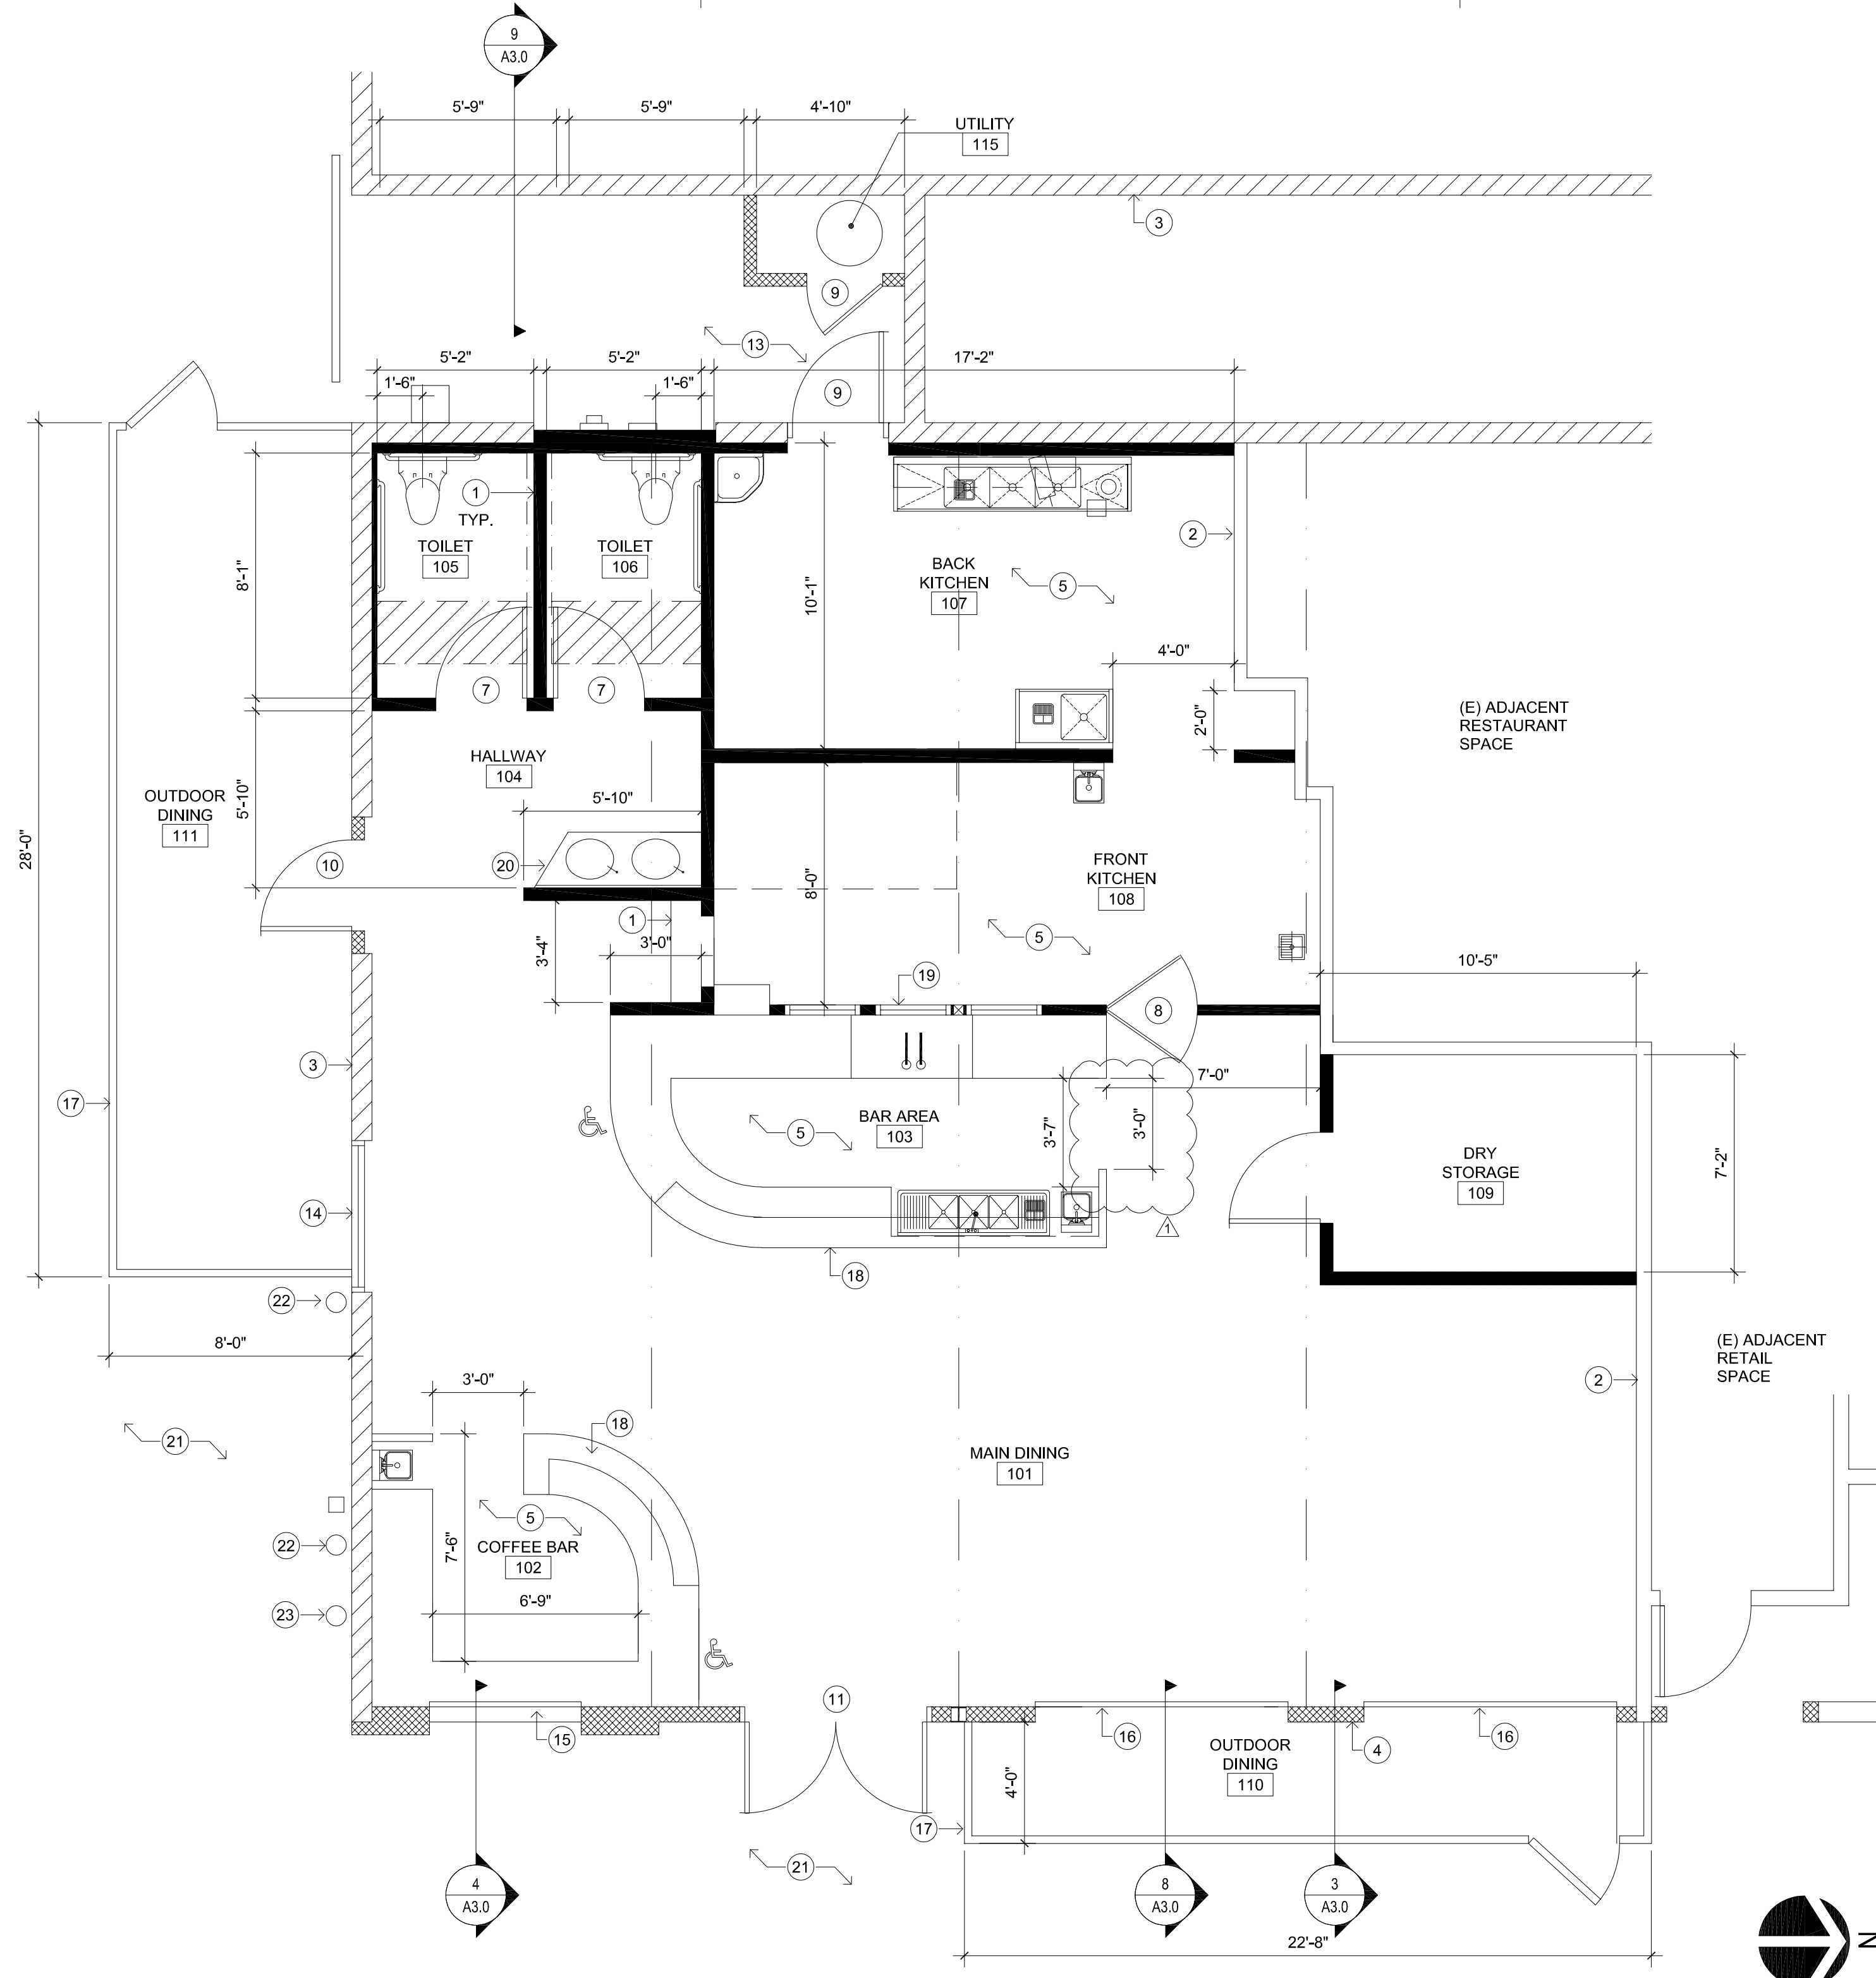 9
A3.0
5'-9"
5'-9"
4'-10"
UTILITY
115
3
9
13
5'-2"
5'-2"
17'-2"
1'-6"
1'-6"
9
1
TYP.
2
TOILET
105
TOILET
106
BACK
KITCHEN
107
5
8'-1"
10'-1"
4'-0"
7
7
2'-0"
(E) ADJACENT
RESTAURANT
SPACE
HALLWAY
104
OUTDOOR
DINING
111
5'-10"
5'-10"
28'-0"
10
20
FRONT
KITCHEN
108
8'-0"
1
3'-4"
3'-0"
5
19
10'-5"
8
3
17
7'-0"
BAR AREA
103
5
3'-7"
3'-0"
DRY
STORAGE
109
7'-2"
14
1
18
22
8'-0"
(E) ADJACENT
RETAIL
SPACE
3'-0"
2
18
21
MAIN DINING
101
5
COFFEE BAR
102
7'-6"
22
6'-9"
23
11
15
16
16
4
OUTDOOR
DINING
110
4'-0"
17
21
4
A3.0
8
A3.0
3
A3.0
22'-8"
N